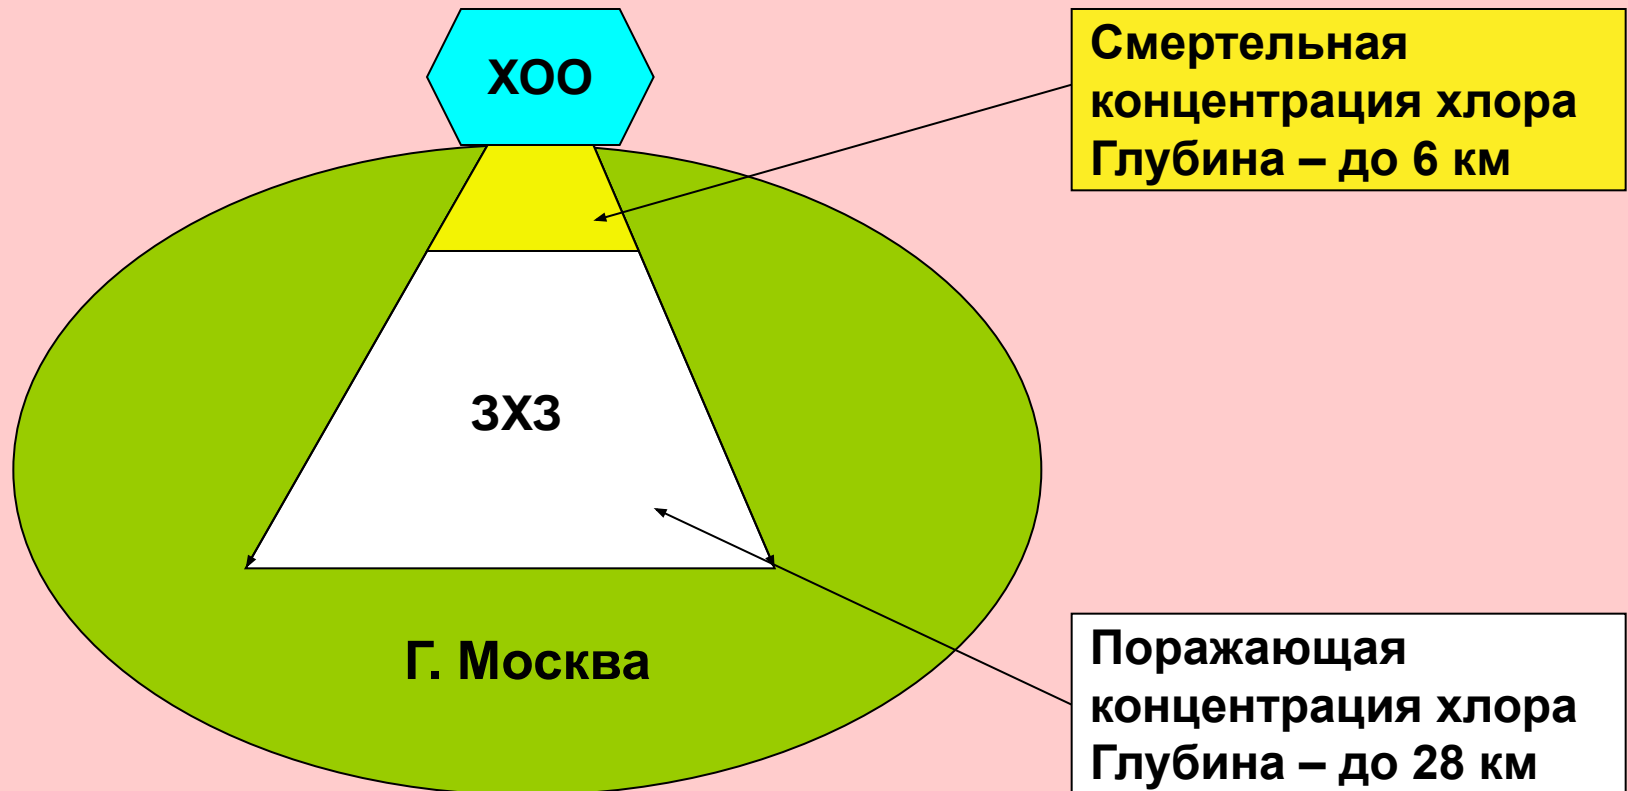 ХОО
Смертельная
концентрация хлора
Глубина – до 6 км
ЗХЗ
Г. Москва
Поражающая
концентрация хлора
Глубина – до 28 км